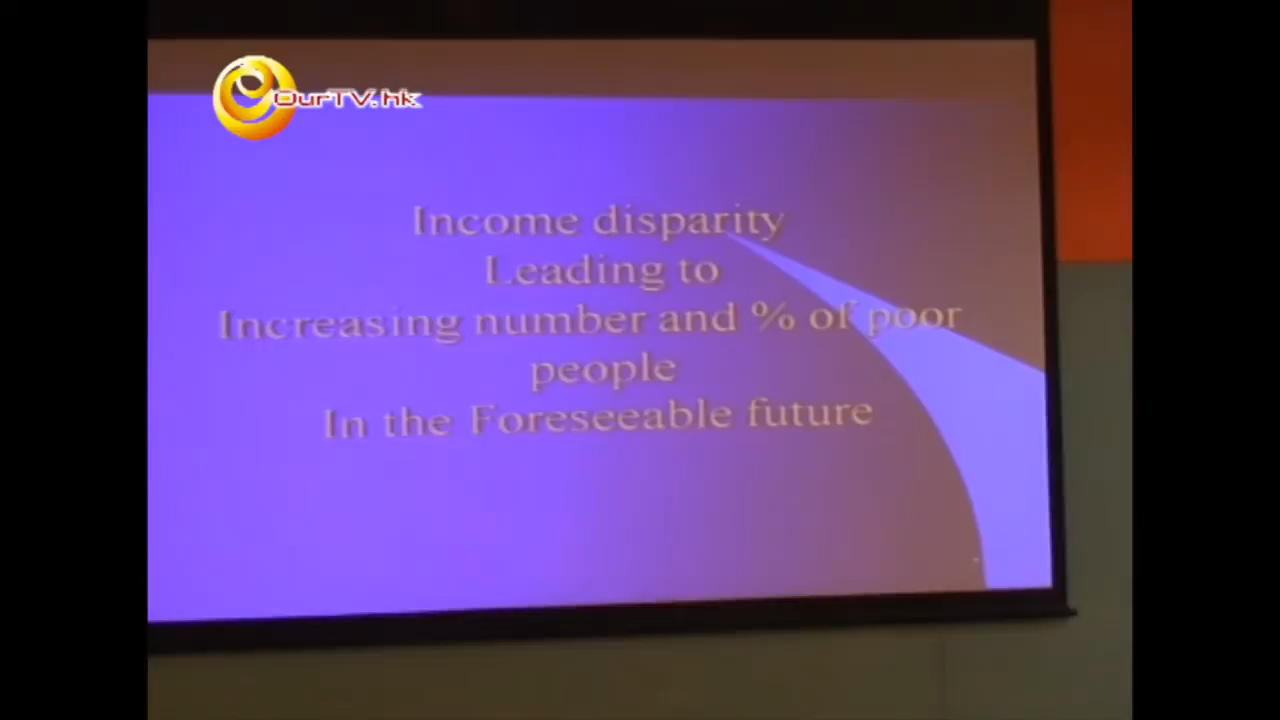 OurTV.hk
Income disparity
Leading to
Increasing number and % of poor
people
In the Foreseeable future